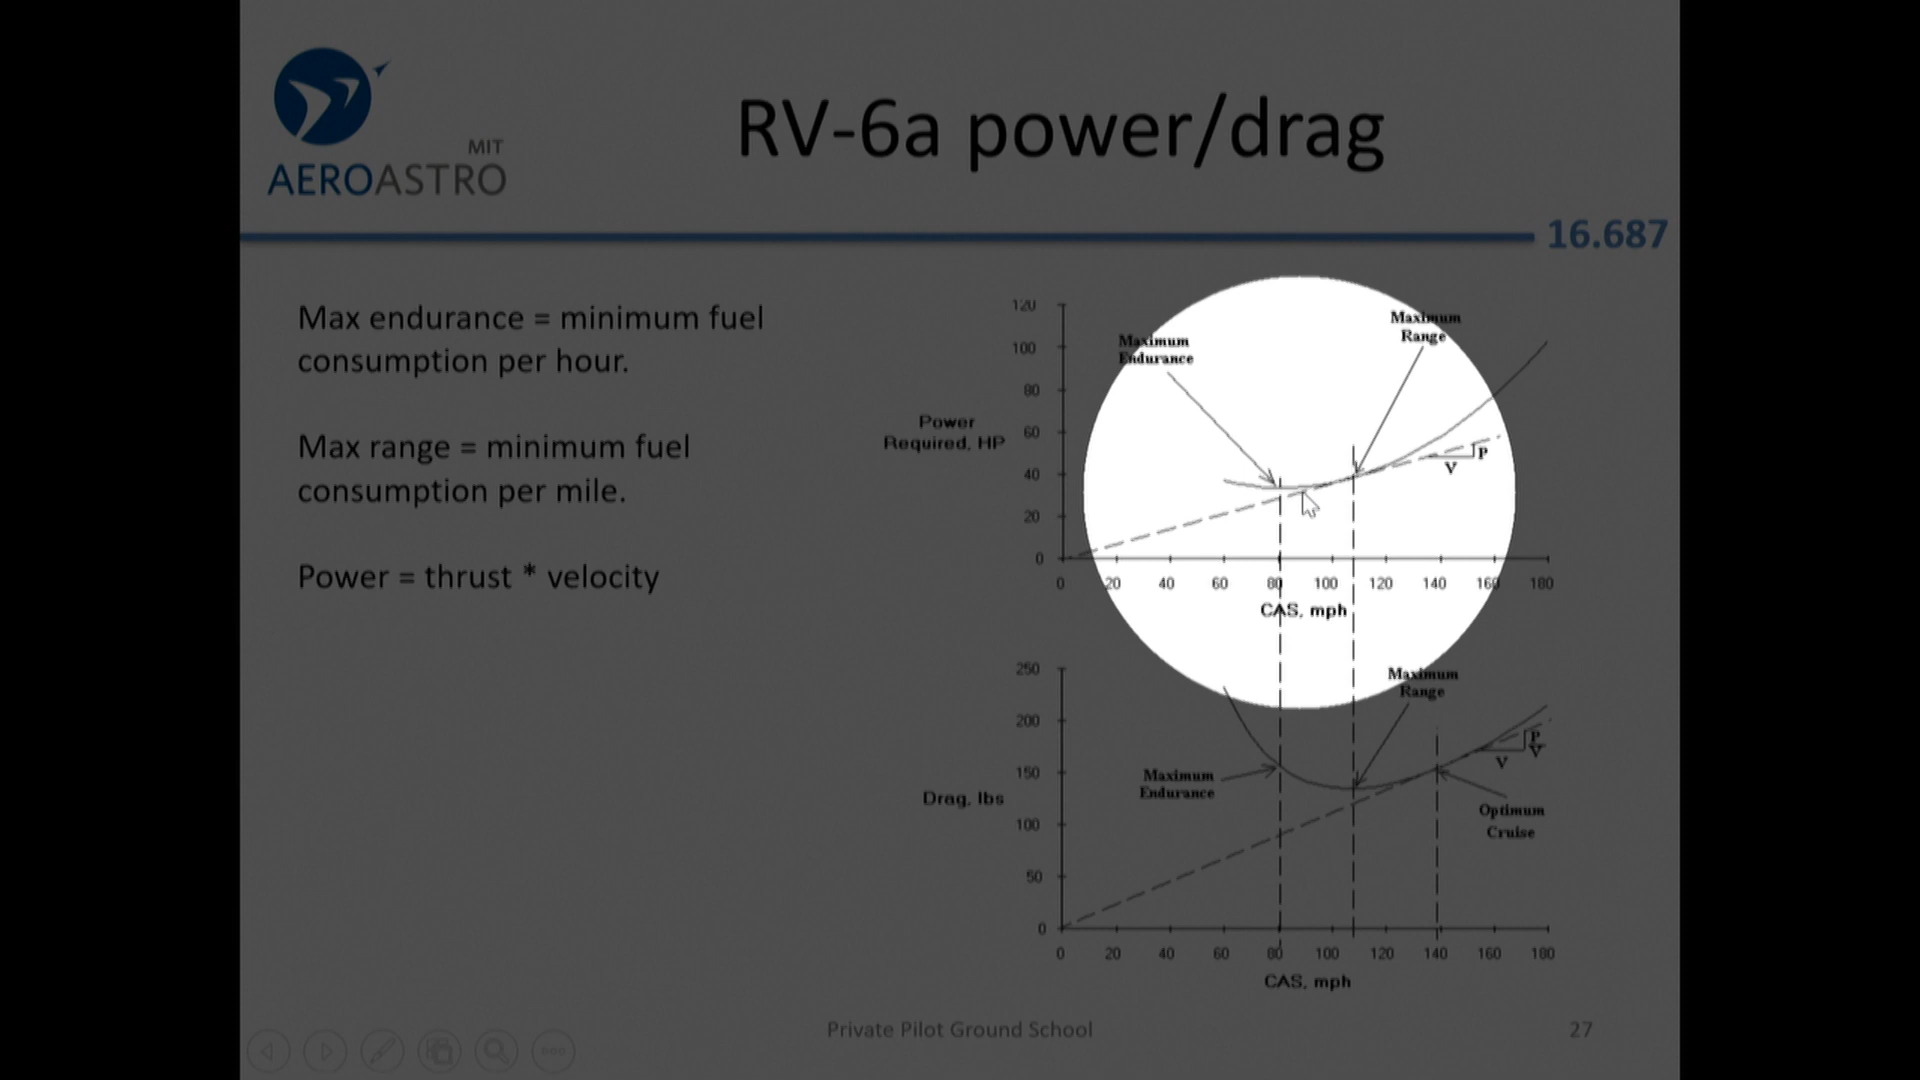 MIT
AEROASTRO
RV-6a power/drag
16.687
Max endurance = minimum fuel
consumption per hour.
Max range = minimum fuel
consumption per mile.
Power = thrust * velocity
120
100
80
60
40
20
0
Power
Required, HP
Maximum
Endurance
Maximum
Range
P
V
0 20 40 60 80 100 120 140 160 180
CAS, mph
250
200
150
100
50
0
Drag, lbs
Maximum
Endurance
Maximum
Range
P
V
V
Optimum
Cruise
0 20 40 60 80 100 120 140 160 180
CAS, mph
Private Pilot Ground School
27